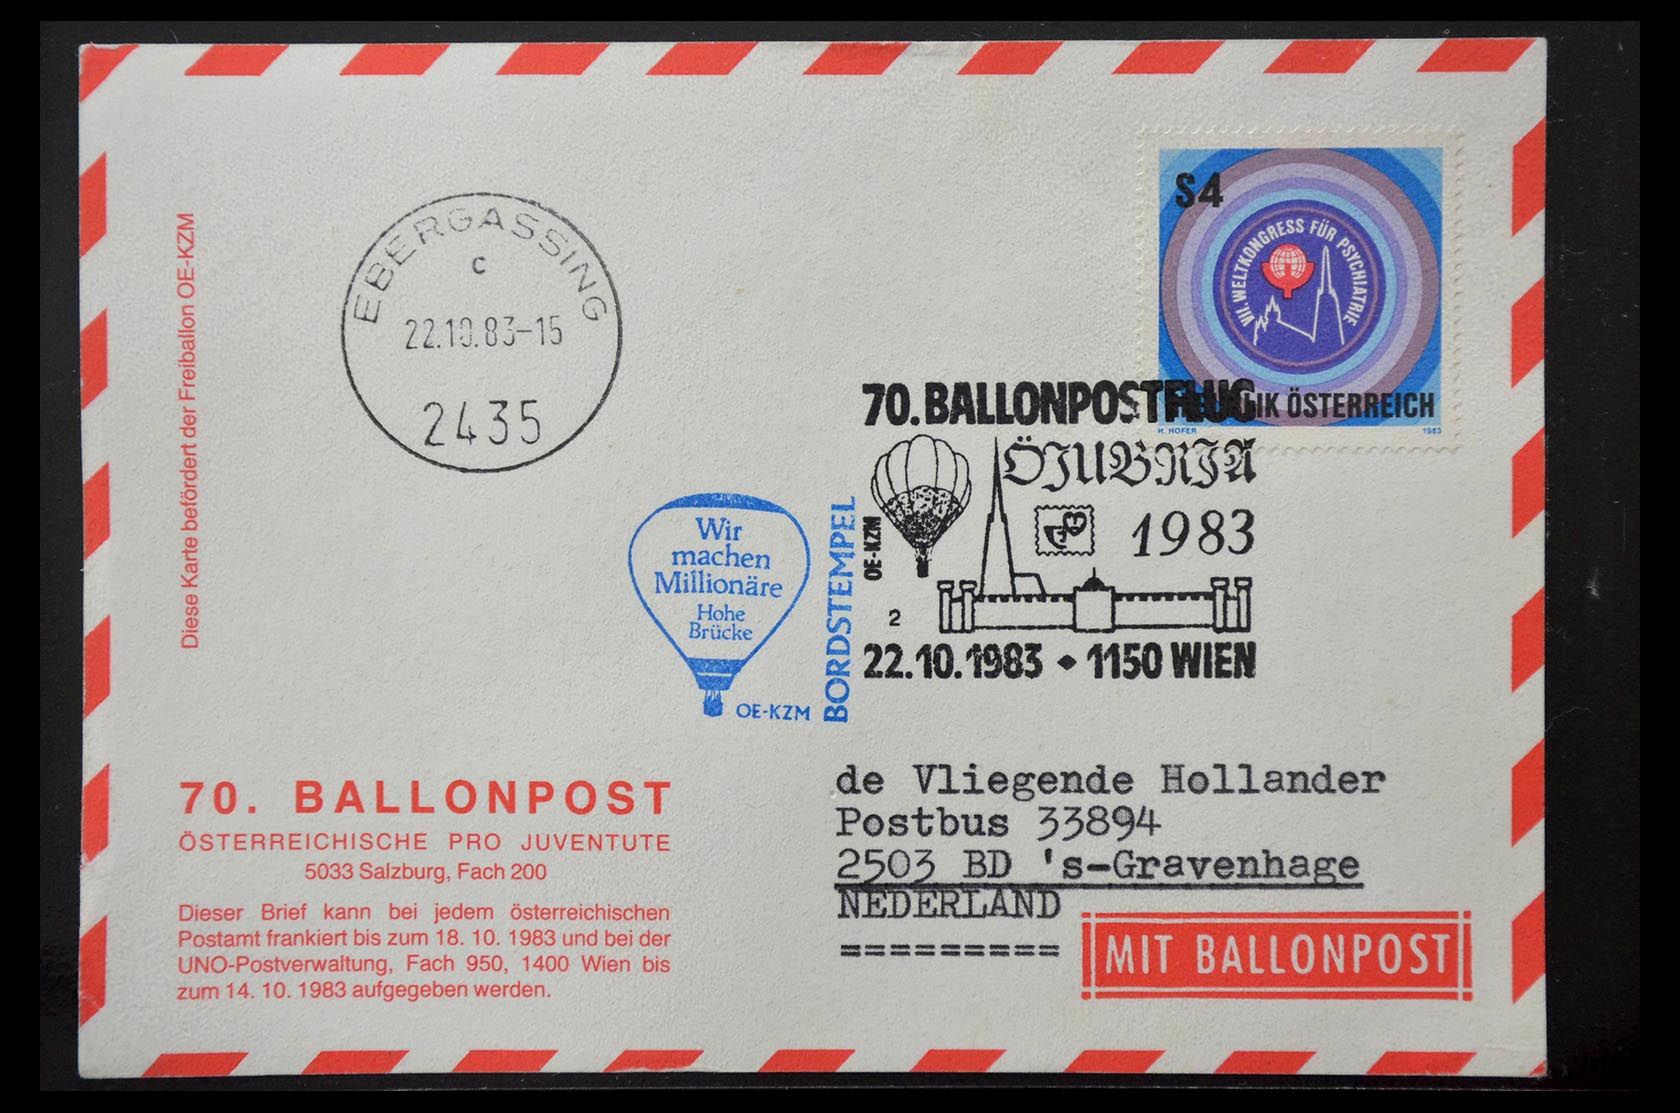 Diese Karte befördert der Freiballon OE-KZM
EBERGASSING
c
22.10.83-15
2435
S4
VII. WELTKONGRESS FÜR PSYCHIATRIE
ÖSTERREICH
H. HOFER
1983
70. BALLONPOSTFLUG
ÖJUBRIA
1983
OE-KZM
2
22.10.1983 1150 WIEN
Wir
machen
Millionäre
Hohe
Brücke
OE-KZM
BORDSTEMPEL
70. BALLONPOST
ÖSTERREICHISCHE PRO JUVENTUTE
5033 Salzburg, Fach 200
Dieser Brief kann bei jedem österreichischen
Postamt frankiert bis zum 18. 10. 1983 und bei der
UNO-Postverwaltung, Fach 950, 1400 Wien bis
zum 14. 10. 1983 aufgegeben werden.
de Vliegende Hollander
Postbus 33894
2503 BD 's-Gravenhage
NEDERLAND
=========
MIT BALLONPOST